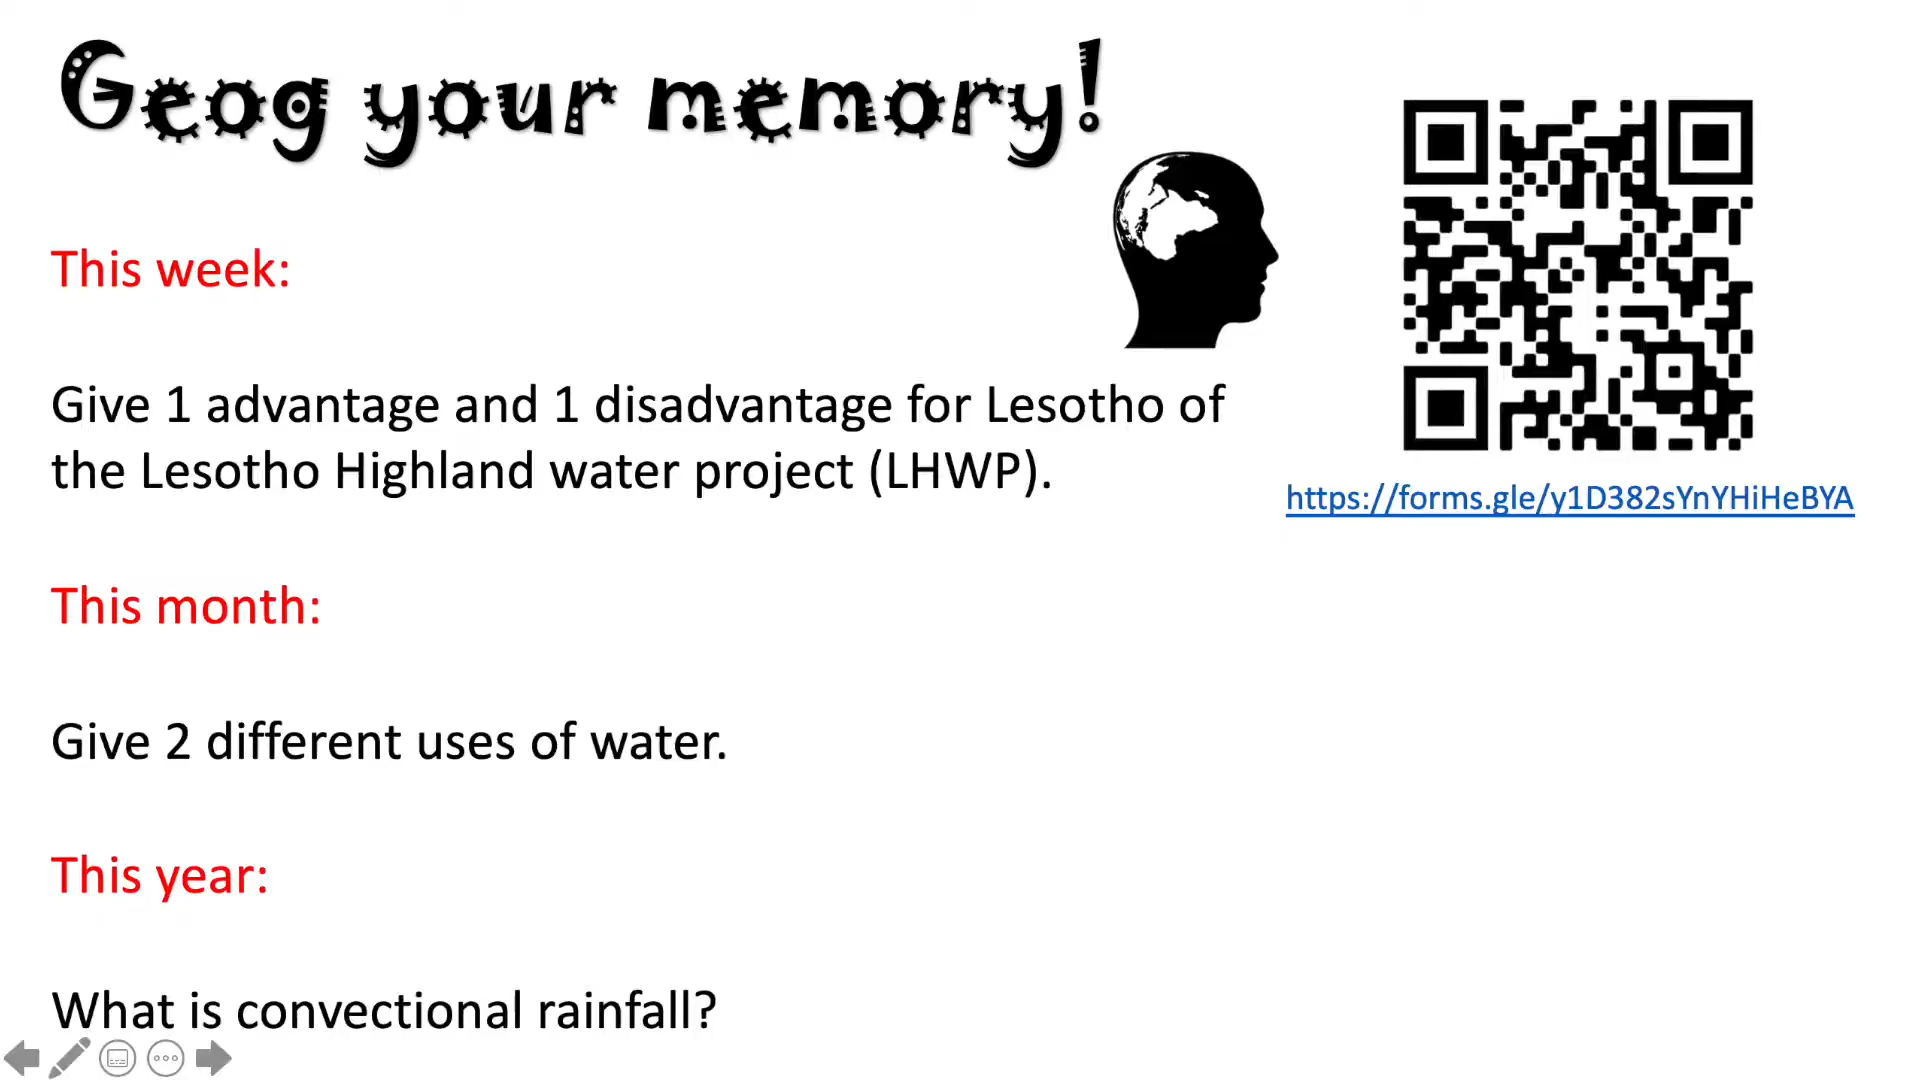 Geog your memory!
This week:
Give 1 advantage and 1 disadvantage for Lesotho of
the Lesotho Highland water project (LHWP).
https://forms.gle/y1D382sYnYHiHeBYA
This month:
Give 2 different uses of water.
This year:
What is convectional rainfall?